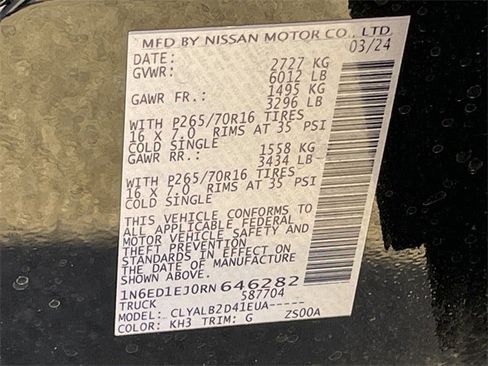 MFD BY NISSAN MOTOR CO., LTD.
DATE: 03/24
GVWR: 2727 KG
6012 LB
GAWR FR.: 1495 KG
3296 LB
WITH P265/70R16 TIRES
16 X 7.0 RIMS AT 35 PSI
COLD SINGLE
GAWR RR.: 1558 KG
3434 LB
WITH P265/70R16 TIRES
16 X 7.0 RIMS AT 35 PSI
COLD SINGLE
THIS VEHICLE CONFORMS TO
ALL APPLICABLE FEDERAL
MOTOR VEHICLE SAFETY AND
THEFT PREVENTION
STANDARDS IN EFFECT ON
THE DATE OF MANUFACTURE
SHOWN ABOVE.
1N6ED1EJ0RN 646282
587704
TRUCK
MODEL: CLYALB2D41EUA-----
COLOR: KH3 TRIM: G ZS00A